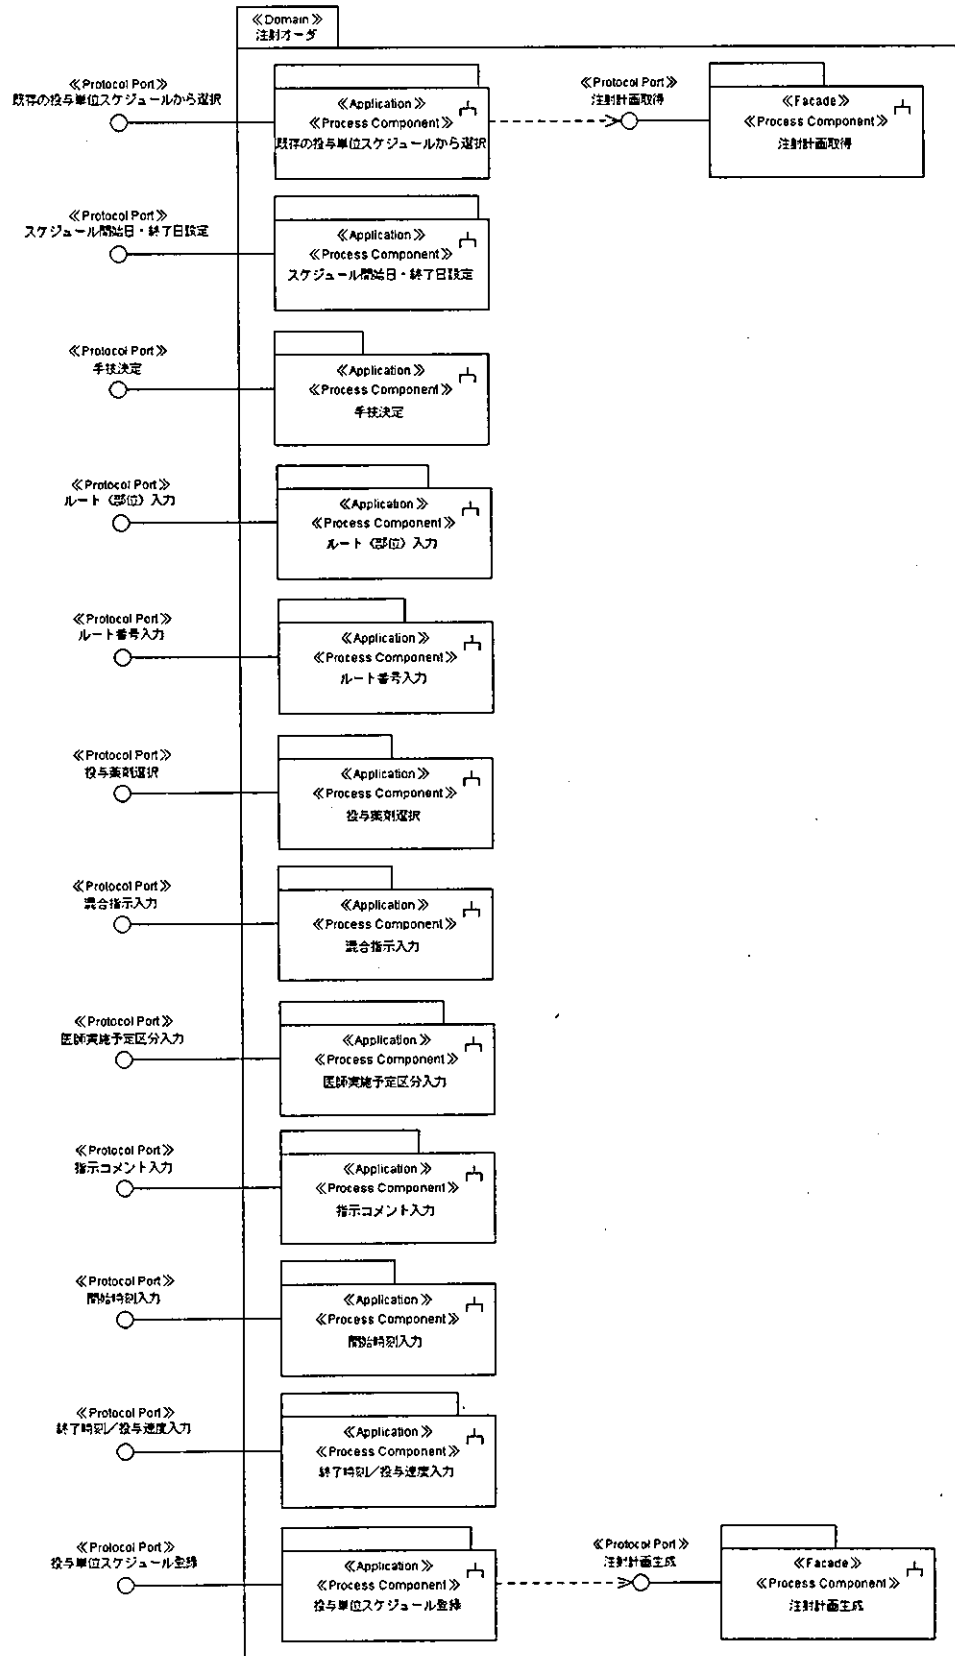 ≪Domain≫
注射オーダ
≪Protocol Port≫
既存の投与単位スケジュールから選択
≪Application≫
≪Process Component≫
既存の投与単位スケジュールから選択
≪Protocol Port≫
注射計画取得
≪Facade≫
≪Process Component≫
注射計画取得
≪Protocol Port≫
スケジュール開始日・終了日設定
≪Application≫
≪Process Component≫
スケジュール開始日・終了日設定
≪Protocol Port≫
手技決定
≪Application≫
≪Process Component≫
手技決定
≪Protocol Port≫
ルート（部位）入力
≪Application≫
≪Process Component≫
ルート（部位）入力
≪Protocol Port≫
ルート番号入力
≪Application≫
≪Process Component≫
ルート番号入力
≪Protocol Port≫
投与薬剤選択
≪Application≫
≪Process Component≫
投与薬剤選択
≪Protocol Port≫
混合指示入力
≪Application≫
≪Process Component≫
混合指示入力
≪Protocol Port≫
医師実施予定区分入力
≪Application≫
≪Process Component≫
医師実施予定区分入力
≪Protocol Port≫
指示コメント入力
≪Application≫
≪Process Component≫
指示コメント入力
≪Protocol Port≫
開始時刻入力
≪Application≫
≪Process Component≫
開始時刻入力
≪Protocol Port≫
終了時刻／投与速度入力
≪Application≫
≪Process Component≫
終了時刻／投与速度入力
≪Protocol Port≫
投与単位スケジュール登録
≪Application≫
≪Process Component≫
投与単位スケジュール登録
≪Protocol Port≫
注射計画生成
≪Facade≫
≪Process Component≫
注射計画生成